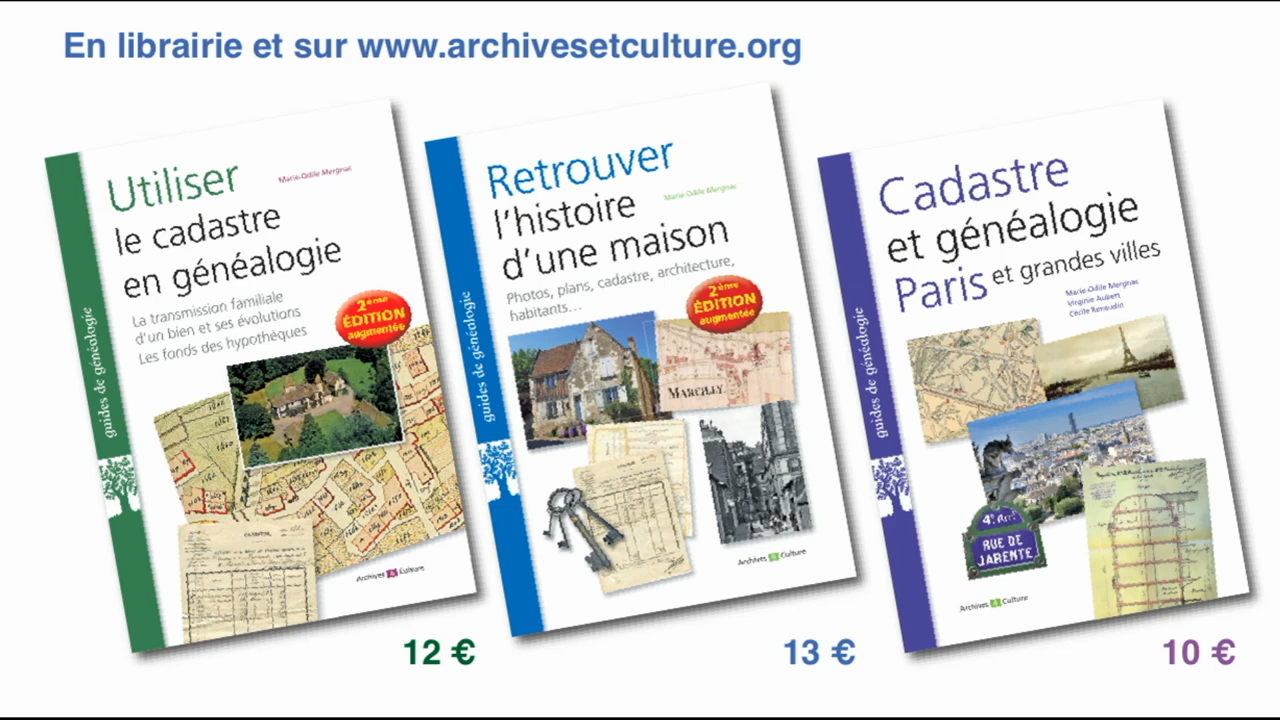 En librairie et sur www.archivesetculture.org
Utiliser
Marie-Odile Mergnac
le cadastre
en généalogie
La transmission familiale
d'un bien et ses évolutions
Les fonds des hypothèques
2ème
ÉDITION
augmentée
guides de généalogie
Archives & Culture
12 €
Retrouver
Marie-Odile Mergnac
l'histoire
d'une maison
Photos, plans, cadastre, architecture,
habitants...
2ème
ÉDITION
augmentée
MARCILLY
guides de généalogie
Archives & Culture
13 €
Cadastre
et généalogie
Paris et grandes villes
Marie-Odile Mergnac
Virginie Aubert
Cécile Renaudin
guides de généalogie
4e Arrt
RUE DE
JARENTE
Archives & Culture
10 €